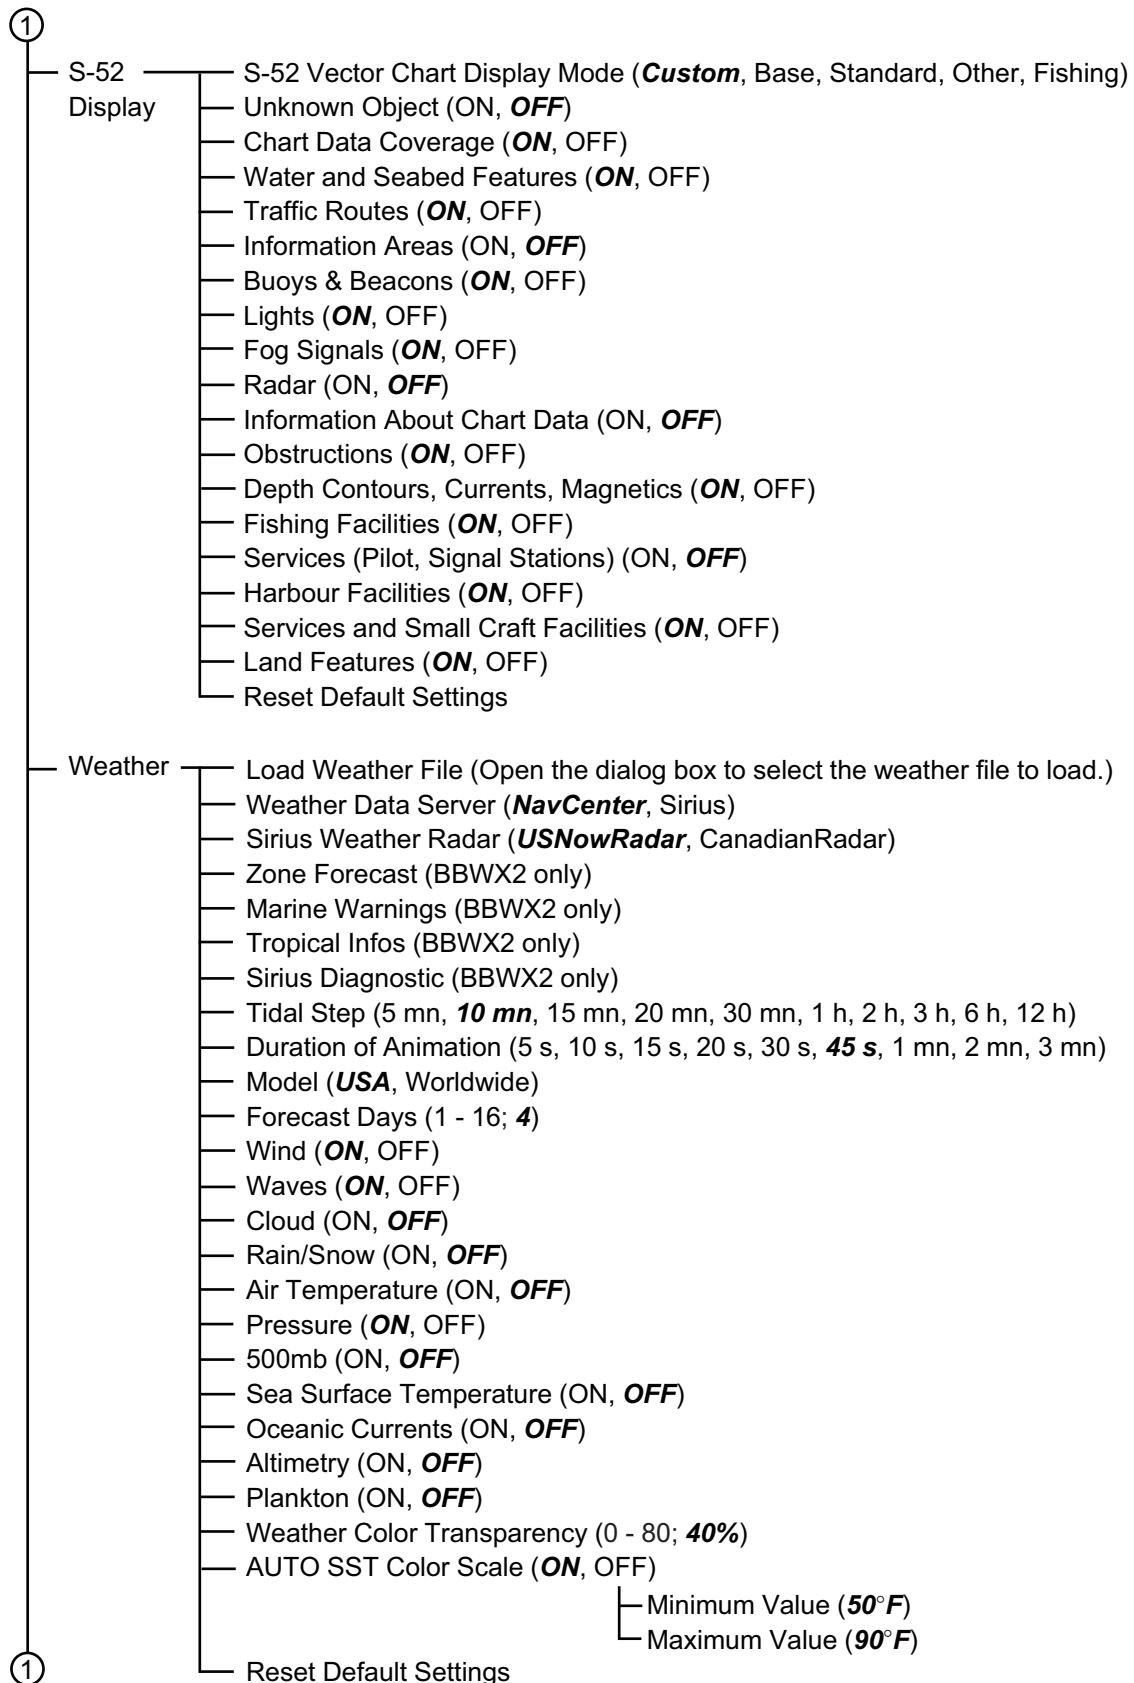 1
S-52 Display
S-52 Vector Chart Display Mode (Custom, Base, Standard, Other, Fishing)
Unknown Object (ON, OFF)
Chart Data Coverage (ON, OFF)
Water and Seabed Features (ON, OFF)
Traffic Routes (ON, OFF)
Information Areas (ON, OFF)
Buoys & Beacons (ON, OFF)
Lights (ON, OFF)
Fog Signals (ON, OFF)
Radar (ON, OFF)
Information About Chart Data (ON, OFF)
Obstructions (ON, OFF)
Depth Contours, Currents, Magnetics (ON, OFF)
Fishing Facilities (ON, OFF)
Services (Pilot, Signal Stations) (ON, OFF)
Harbour Facilities (ON, OFF)
Services and Small Craft Facilities (ON, OFF)
Land Features (ON, OFF)
Reset Default Settings
Weather
Load Weather File (Open the dialog box to select the weather file to load.)
Weather Data Server (NavCenter, Sirius)
Sirius Weather Radar (USNowRadar, CanadianRadar)
Zone Forecast (BBWX2 only)
Marine Warnings (BBWX2 only)
Tropical Infos (BBWX2 only)
Sirius Diagnostic (BBWX2 only)
Tidal Step (5 mn, 10 mn, 15 mn, 20 mn, 30 mn, 1 h, 2 h, 3 h, 6 h, 12 h)
Duration of Animation (5 s, 10 s, 15 s, 20 s, 30 s, 45 s, 1 mn, 2 mn, 3 mn)
Model (USA, Worldwide)
Forecast Days (1 - 16; 4)
Wind (ON, OFF)
Waves (ON, OFF)
Cloud (ON, OFF)
Rain/Snow (ON, OFF)
Air Temperature (ON, OFF)
Pressure (ON, OFF)
500mb (ON, OFF)
Sea Surface Temperature (ON, OFF)
Oceanic Currents (ON, OFF)
Altimetry (ON, OFF)
Plankton (ON, OFF)
Weather Color Transparency (0 - 80; 40%)
AUTO SST Color Scale (ON, OFF)
Minimum Value (50°F)
Maximum Value (90°F)
Reset Default Settings
1